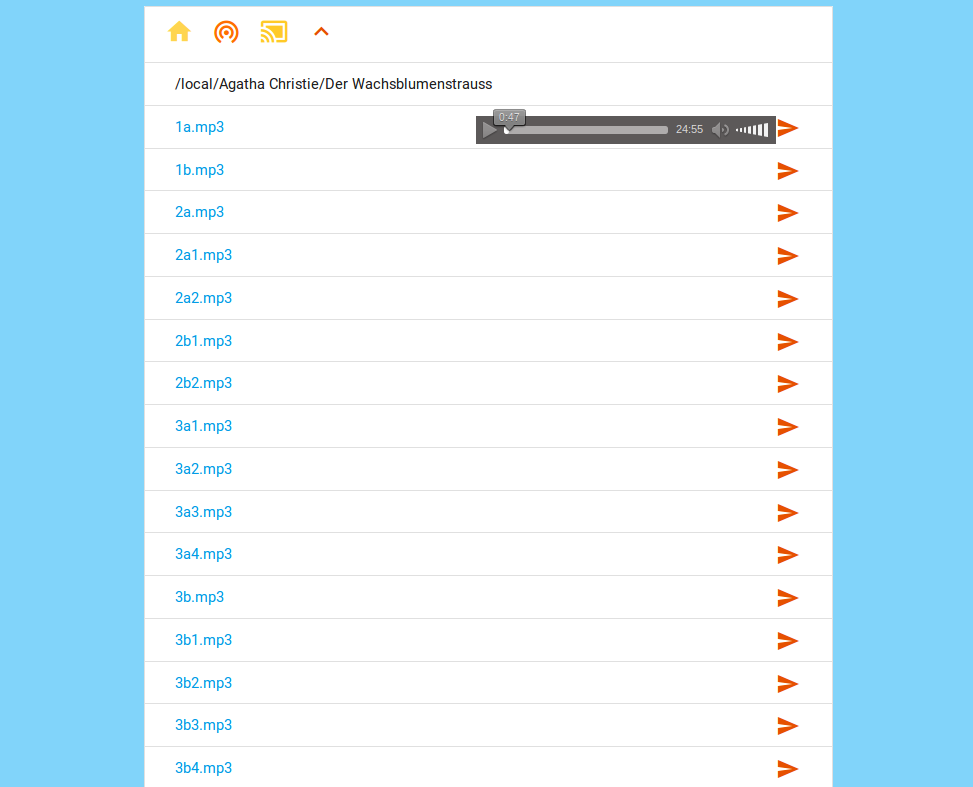 /local/Agatha Christie/Der Wachsblumenstrauss
1a.mp3 0:47 24:55
1b.mp3
2a.mp3
2a1.mp3
2a2.mp3
2b1.mp3
2b2.mp3
3a1.mp3
3a2.mp3
3a3.mp3
3a4.mp3
3b.mp3
3b1.mp3
3b2.mp3
3b3.mp3
3b4.mp3